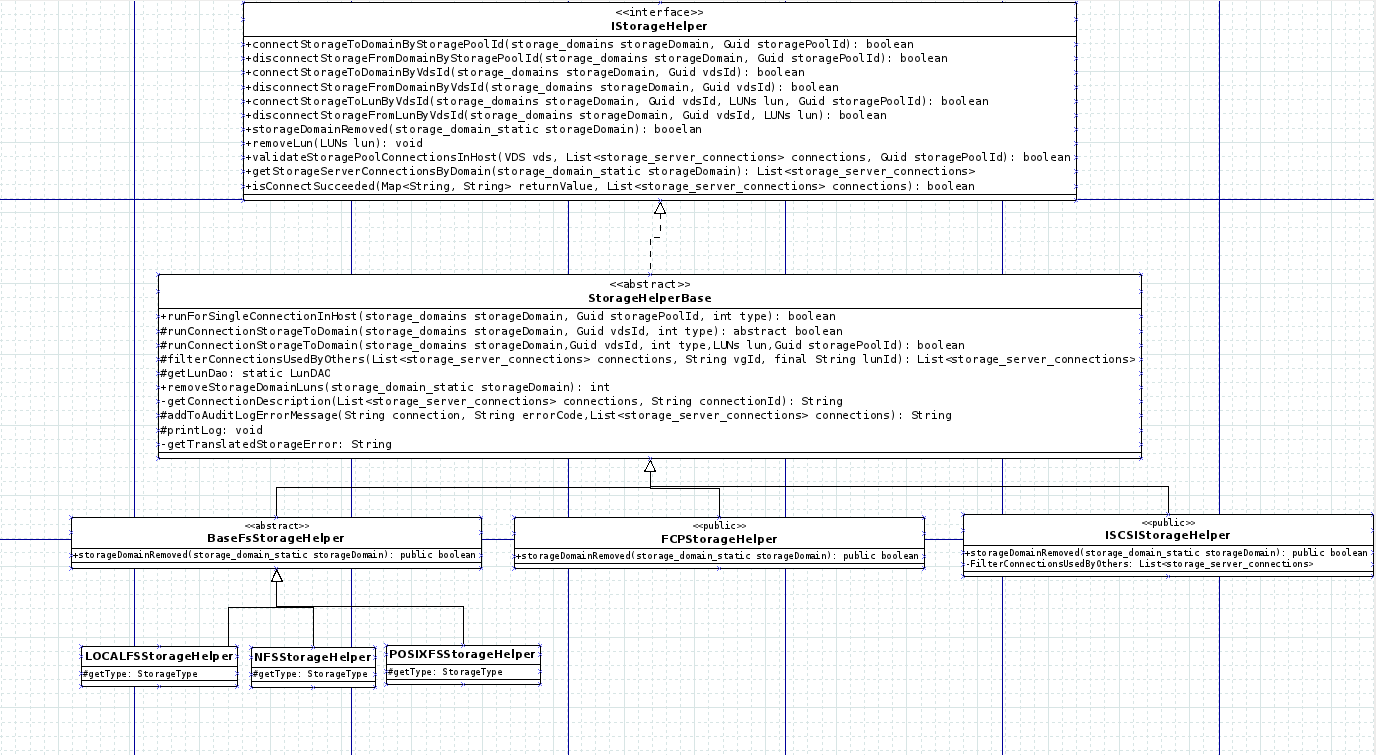 <<interface>>
IStorageHelper
+connectStorageToDomainByStoragePoolId(storage_domains storageDomain, Guid storagePoolId): boolean
+disconnectStorageFromDomainByStoragePoolId(storage_domains storageDomain, Guid storagePoolId): boolean
+connectStorageToDomainByVdsId(storage_domains storageDomain, Guid vdsId): boolean
+disconnectStorageFromDomainByVdsId(storage_domains storageDomain, Guid vdsId): boolean
+connectStorageToLunByVdsId(storage_domains storageDomain, Guid vdsId, LUNs lun, Guid storagePoolId): boolean
+disconnectStorageFromLunByVdsId(storage_domains storageDomain, Guid vdsId, LUNs lun): boolean
+storageDomainRemoved(storage_domain_static storageDomain): booelan
+removeLun(LUNs lun): void
+validateStoragePoolConnectionsInHost(VDS vds, List<storage_server_connections> connections, Guid storagePoolId): boolean
+getStorageServerConnectionsByDomain(storage_domain_static storageDomain): List<storage_server_connections>
+isConnectSucceeded(Map<String, String> returnValue, List<storage_server_connections> connections): boolean
<<abstract>>
StorageHelperBase
+runForSingleConnectionInHost(storage_domains storageDomain, Guid storagePoolId, int type): boolean
#runConnectionStorageToDomain(storage_domains storageDomain, Guid vdsId, int type): abstract boolean
#runConnectionStorageToDomain(storage_domains storageDomain,Guid vdsId, int type,LUNs lun,Guid storagePoolId): boolean
#filterConnectionsUsedByOthers(List<storage_server_connections> connections, String vgId, final String lunId): List<storage_server_connections>
#getLunDao: static LunDAO
+removeStorageDomainLuns(storage_domain_static storageDomain): int
-getConnectionDescription(List<storage_server_connections> connections, String connectionId): String
#addToAuditLogErrorMessage(String connection, String errorCode,List<storage_server_connections> connections): String
#printLog: void
-getTranslatedStorageError: String
<<abstract>>
BaseFsStorageHelper
+storageDomainRemoved(storage_domain_static storageDomain): public boolean
<<public>>
FCPStorageHelper
+storageDomainRemoved(storage_domain_static storageDomain): public boolean
<<public>>
ISCSIStorageHelper
+storageDomainRemoved(storage_domain_static storageDomain): public boolean
-FilterConnectionsUsedByOthers: List<storage_server_connections>
LOCALFSStorageHelper
#getType: StorageType
NFSStorageHelper
#getType: StorageType
POSIXFSStorageHelper
#getType: StorageType